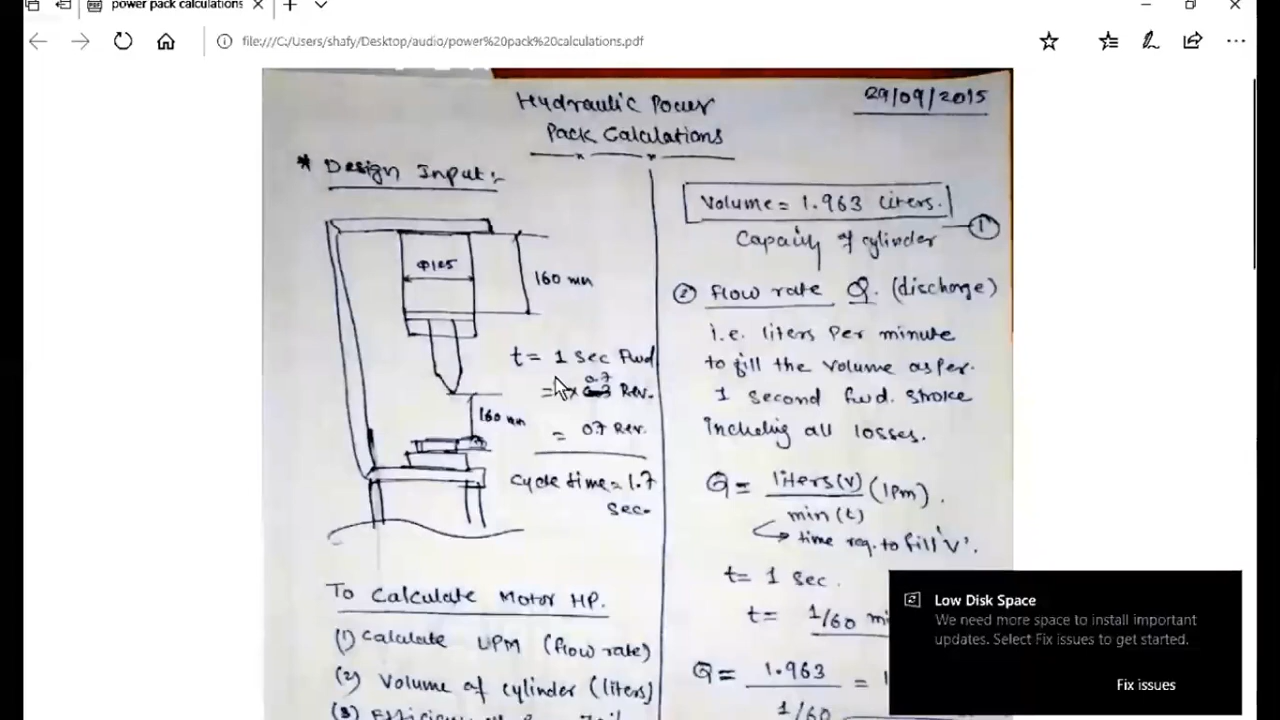 power pack calculations
file:///C:/Users/shafy/Desktop/audio/power%20pack%20calculations.pdf
Hydraulic Power
Pack Calculations
29/09/2015
* Design Input:-
160 mm
t= 1 sec Fwd
0.7
Rev.
= 07 Rev.
160 mm
cycle time = 1.7
sec.
To Calculate Motor HP.
(1) Calculate LPM (flow rate)
(2) Volume of cylinder (liters)
(3)
Volume = 1.963 liters.
1
Capacity of cylinder
② flow rate Q. (discharge)
i.e. liters Per minute
to fill the volume as per.
1 second fwd. stroke
Including all losses.
Q = liters(V) (lpm).
min(t)
time req. to fill 'V'.
t= 1 sec.
t= 1/60
Q = 1.963 =
1/60
Low Disk Space
We need more space to install important
updates. Select Fix issues to get started.
Fix issues